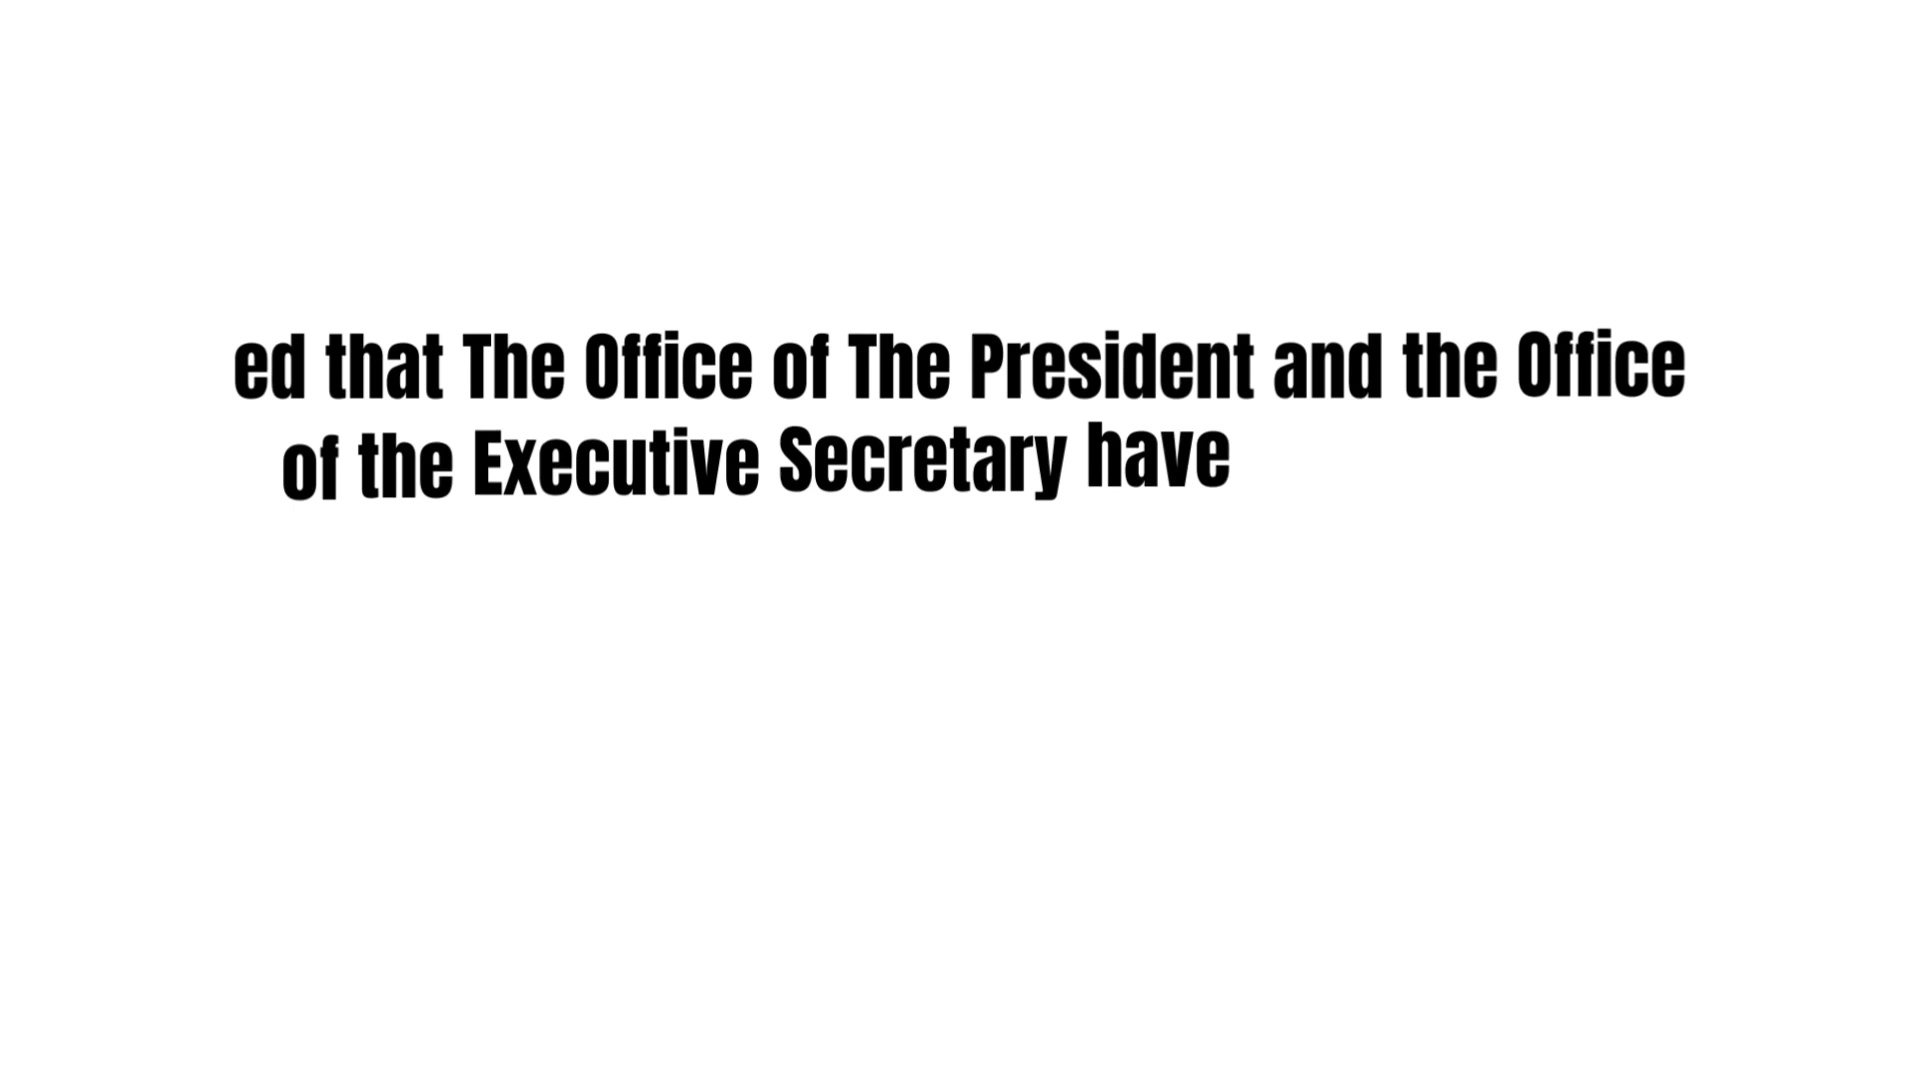 ed that The Office of The President and the Office
of the Executive Secretary have